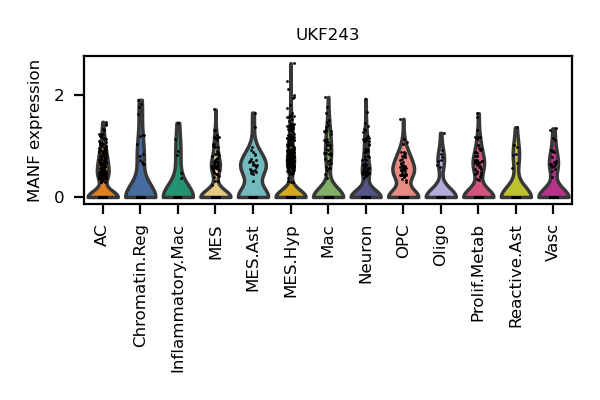 UKF243
MANF expression
2
0
AC
Chromatin.Reg
Inflammatory.Mac
MES
MES.Ast
MES.Hyp
Mac
Neuron
OPC
Oligo
Prolif.Metab
Reactive.Ast
Vasc